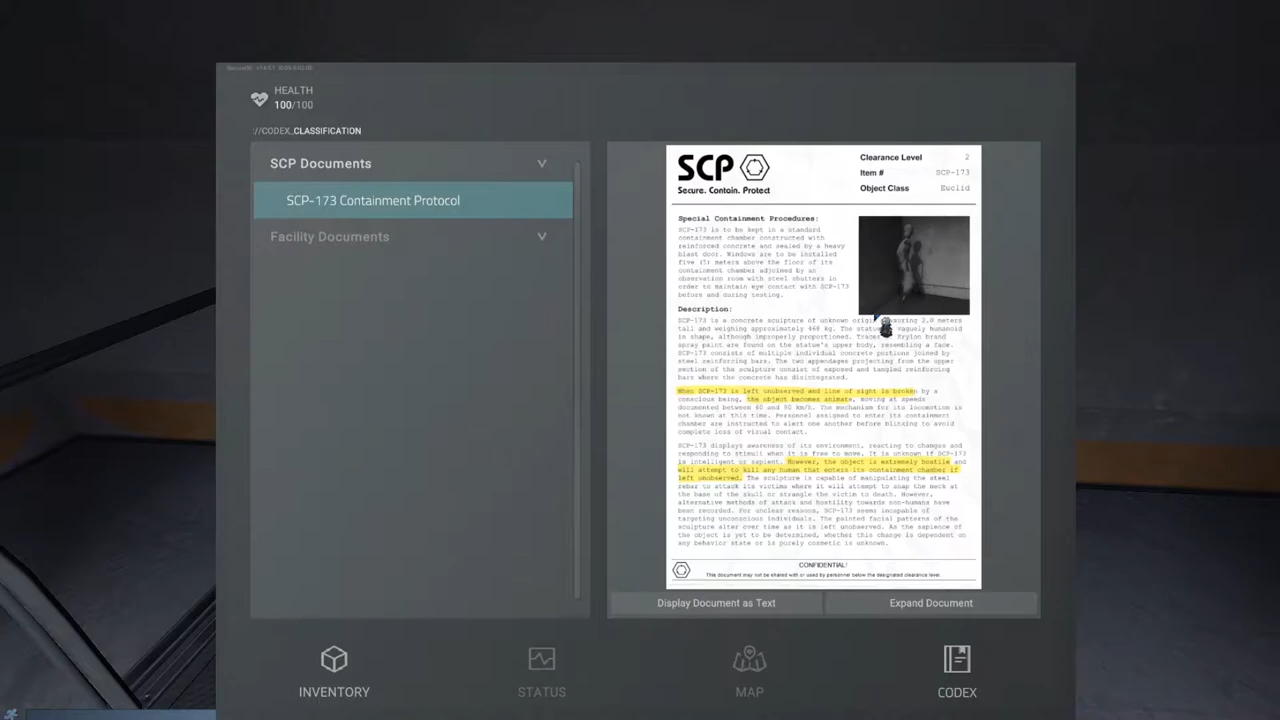 HEALTH
100/100
://CODEX_CLASSIFICATION
SCP Documents
SCP-173 Containment Protocol
Facility Documents
SCP
Secure. Contain. Protect
Clearance Level 2
Item # SCP-173
Object Class Euclid
Special Containment Procedures:
SCP-173 is to be kept in a standard
containment chamber constructed with
reinforced concrete and sealed by a heavy
blast door. Windows are to be installed
five (5) meters above the floor of its
containment chamber adjoined by an
observation room with steel shutters in
order to maintain eye contact with SCP-173
before and during testing.
Description:
SCP-173 is a concrete sculpture of unknown origin measuring 2.0 meters
tall and weighing approximately 468 kg. The statue vaguely humanoid
in shape, although improperly proportioned. Traces Krylon brand
spray paint are found on the statue's upper body, resembling a face.
SCP-173 consists of multiple individual concrete portions joined by
steel reinforcing bars. The two appendages projecting from the upper
section of the sculpture consist of exposed and tangled reinforcing
bars where the concrete has disintegrated.
When SCP-173 is left unobserved and line of sight is broken by a
conscious being, the object becomes animate, moving at speeds
documented between 60 and 90 km/h. The mechanism for its locomotion is
not known at this time. Personnel assigned to enter its containment
chamber are instructed to alert one another before blinking to avoid
complete loss of visual contact.
SCP-173 displays awareness of its environment, reacting to changes and
responding to stimuli when it is free to move. It is unknown if SCP-173
is intelligent or sapient. However, the object is extremely hostile and
will attempt to kill any human that enters its containment chamber if
left unobserved. The sculpture is capable of manipulating the steel
rebar to attack its victims where it will attempt to snap the neck at
the base of the skull or strangle the victim to death. However,
alternative methods of attack and hostility towards non-humans have
been recorded. For unclear reasons, SCP-173 seems incapable of
targeting unconscious individuals. The painted facial patterns of the
sculpture alter over time as it is left unobserved. As the sapience of
the object is yet to be determined, whether this change is dependent on
any behavior state or is purely cosmetic is unknown.
CONFIDENTIAL!
This document may not be shared with or used by personnel below the designated clearance level.
Display Document as Text
Expand Document
INVENTORY
STATUS
MAP
CODEX